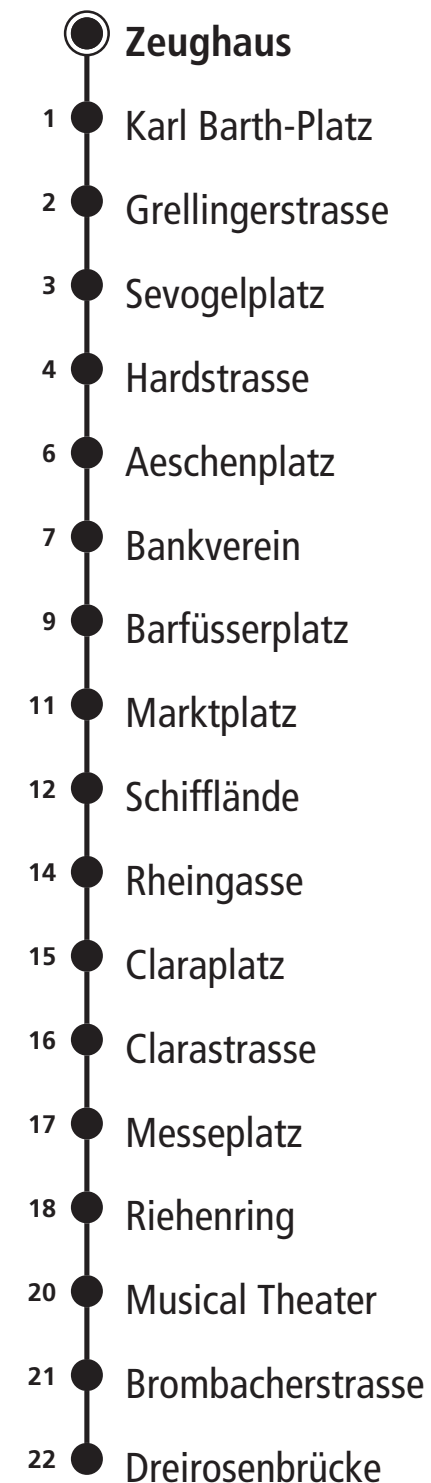 Zeughaus
1 Karl Barth-Platz
2 Grellingerstrasse
3 Sevogelplatz
4 Hardstrasse
6 Aeschenplatz
7 Bankverein
9 Barfüsserplatz
11 Marktplatz
12 Schifflände
14 Rheingasse
15 Claraplatz
16 Clarastrasse
17 Messeplatz
18 Riehenring
20 Musical Theater
21 Brombacherstrasse
22 Dreirosenbrücke